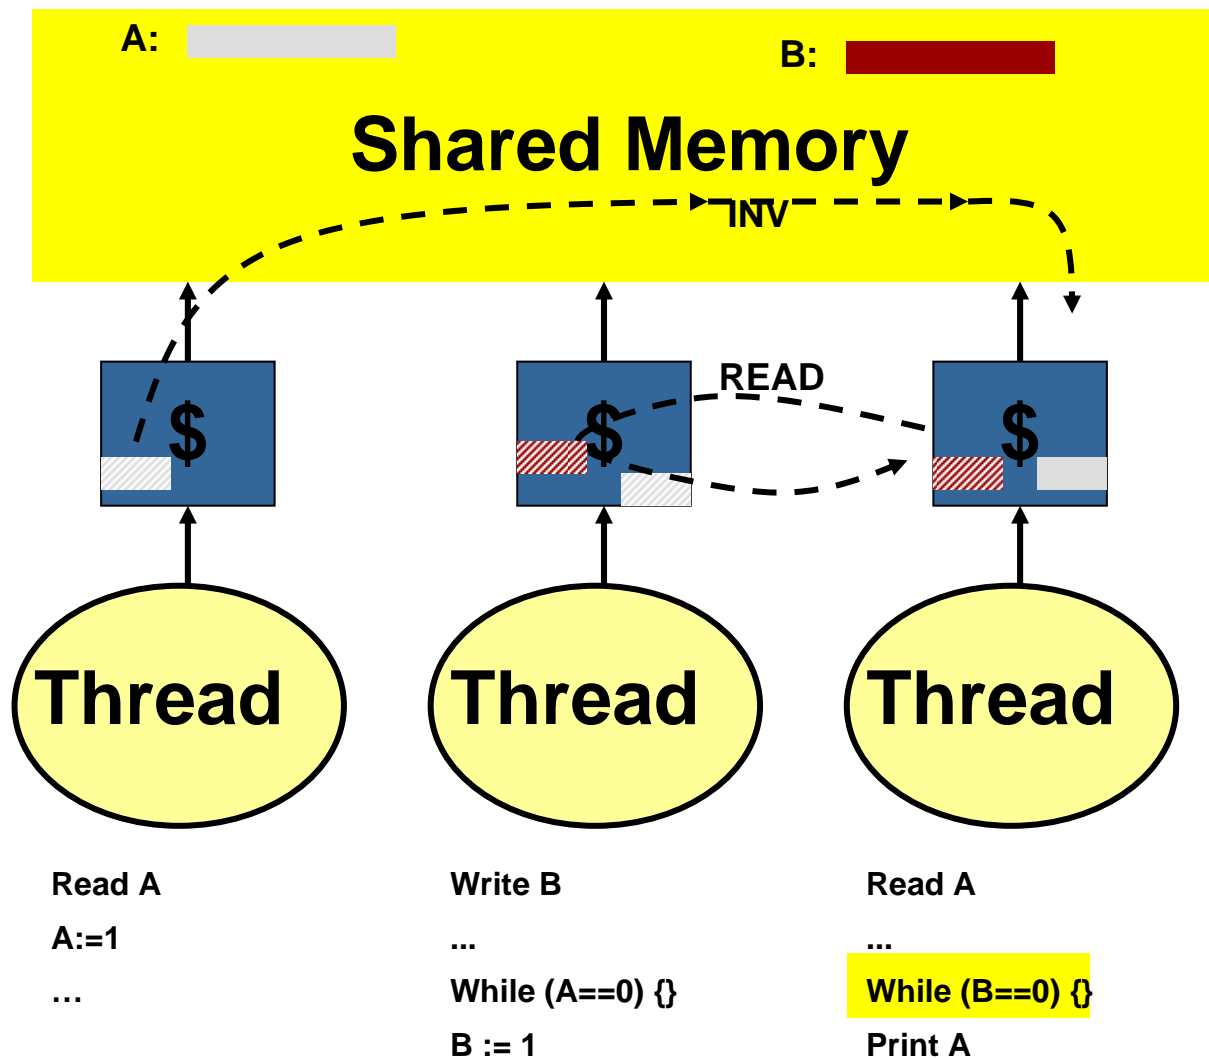 A:
B:
Shared Memory
INV
READ
$ $ $
Thread Thread Thread
Read A
A:=1
…
Write B
...
While (A==0) {}
B := 1
Read A
...
While (B==0) {}
Print A